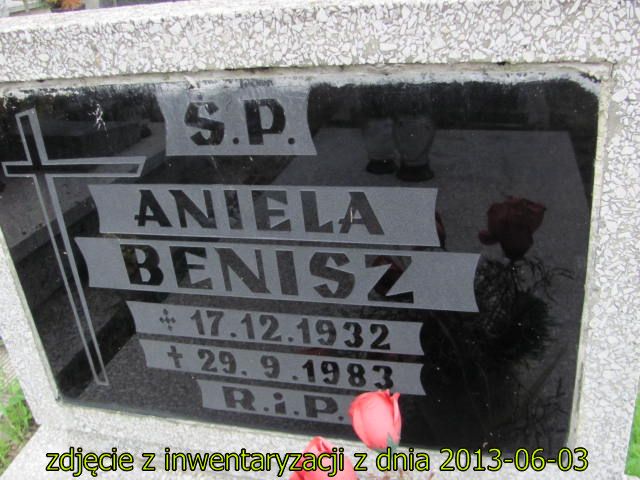 Ś.P.
ANIELA
BENISZ
17.12.1932
✝ 29.9.1983
R.i.P.
zdjęcie z inwentaryzacji z dnia 2013-06-03